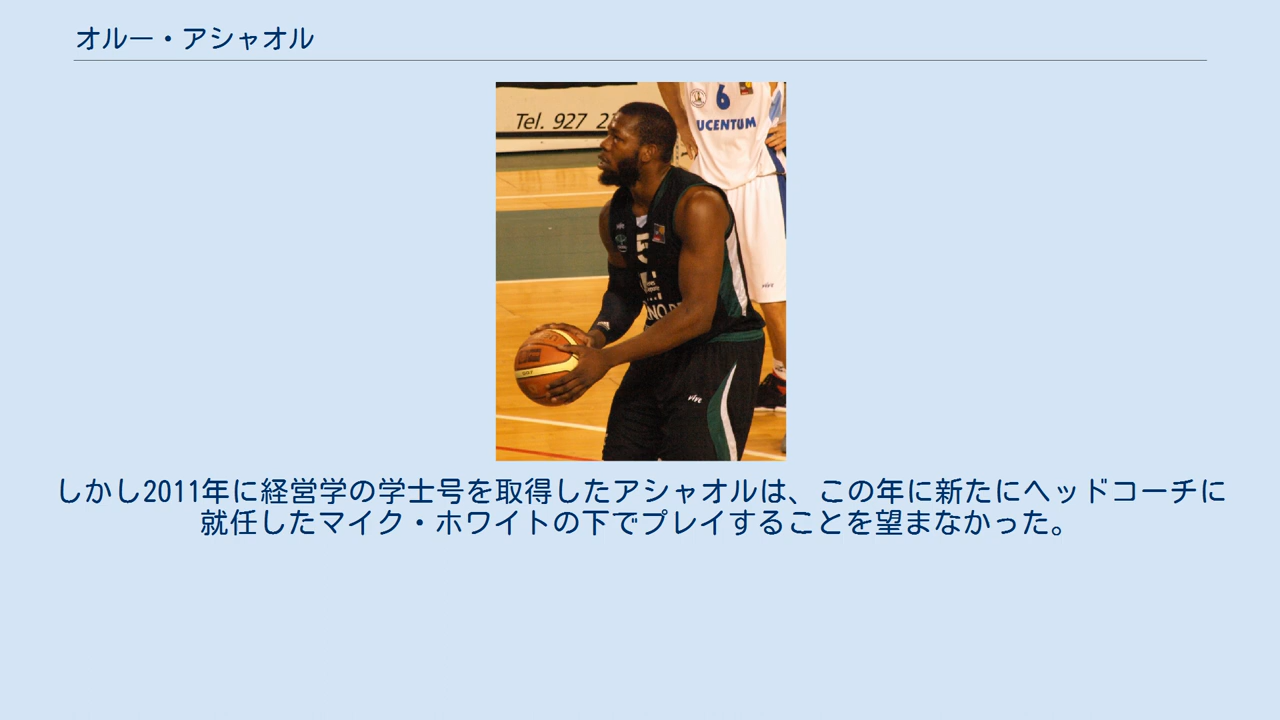 オルー・アシャオル
Tel. 927 2
6
UCENTUM
5
しかし2011年に経営学の学士号を取得したアシャオルは、この年に新たにヘッドコーチに
就任したマイク・ホワイトの下でプレイすることを望まなかった。